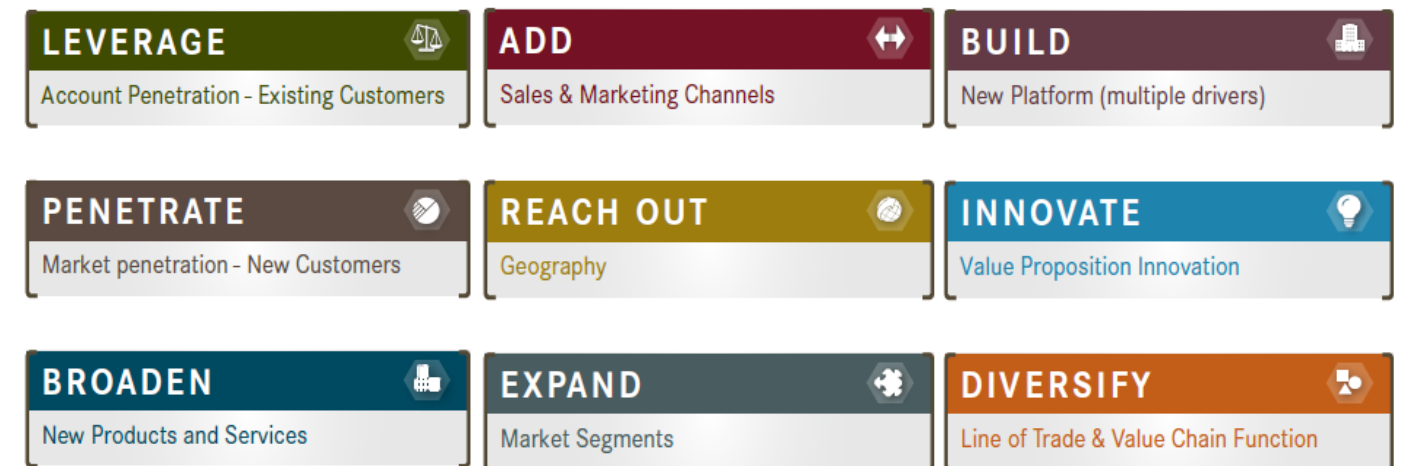 LEVERAGE
Account Penetration - Existing Customers
ADD
Sales & Marketing Channels
BUILD
New Platform (multiple drivers)
PENETRATE
Market penetration - New Customers
REACH OUT
Geography
INNOVATE
Value Proposition Innovation
BROADEN
New Products and Services
EXPAND
Market Segments
DIVERSIFY
Line of Trade & Value Chain Function